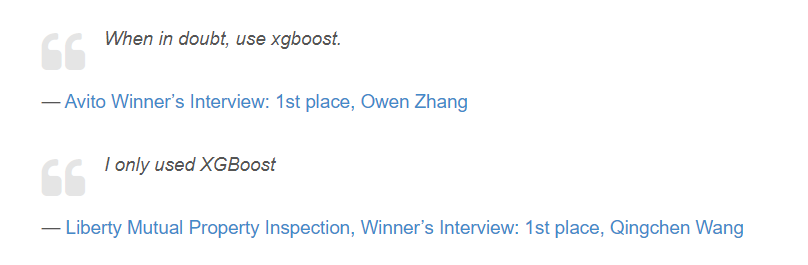 When in doubt, use xgboost.
— Avito Winner’s Interview: 1st place, Owen Zhang
I only used XGBoost
— Liberty Mutual Property Inspection, Winner’s Interview: 1st place, Qingchen Wang